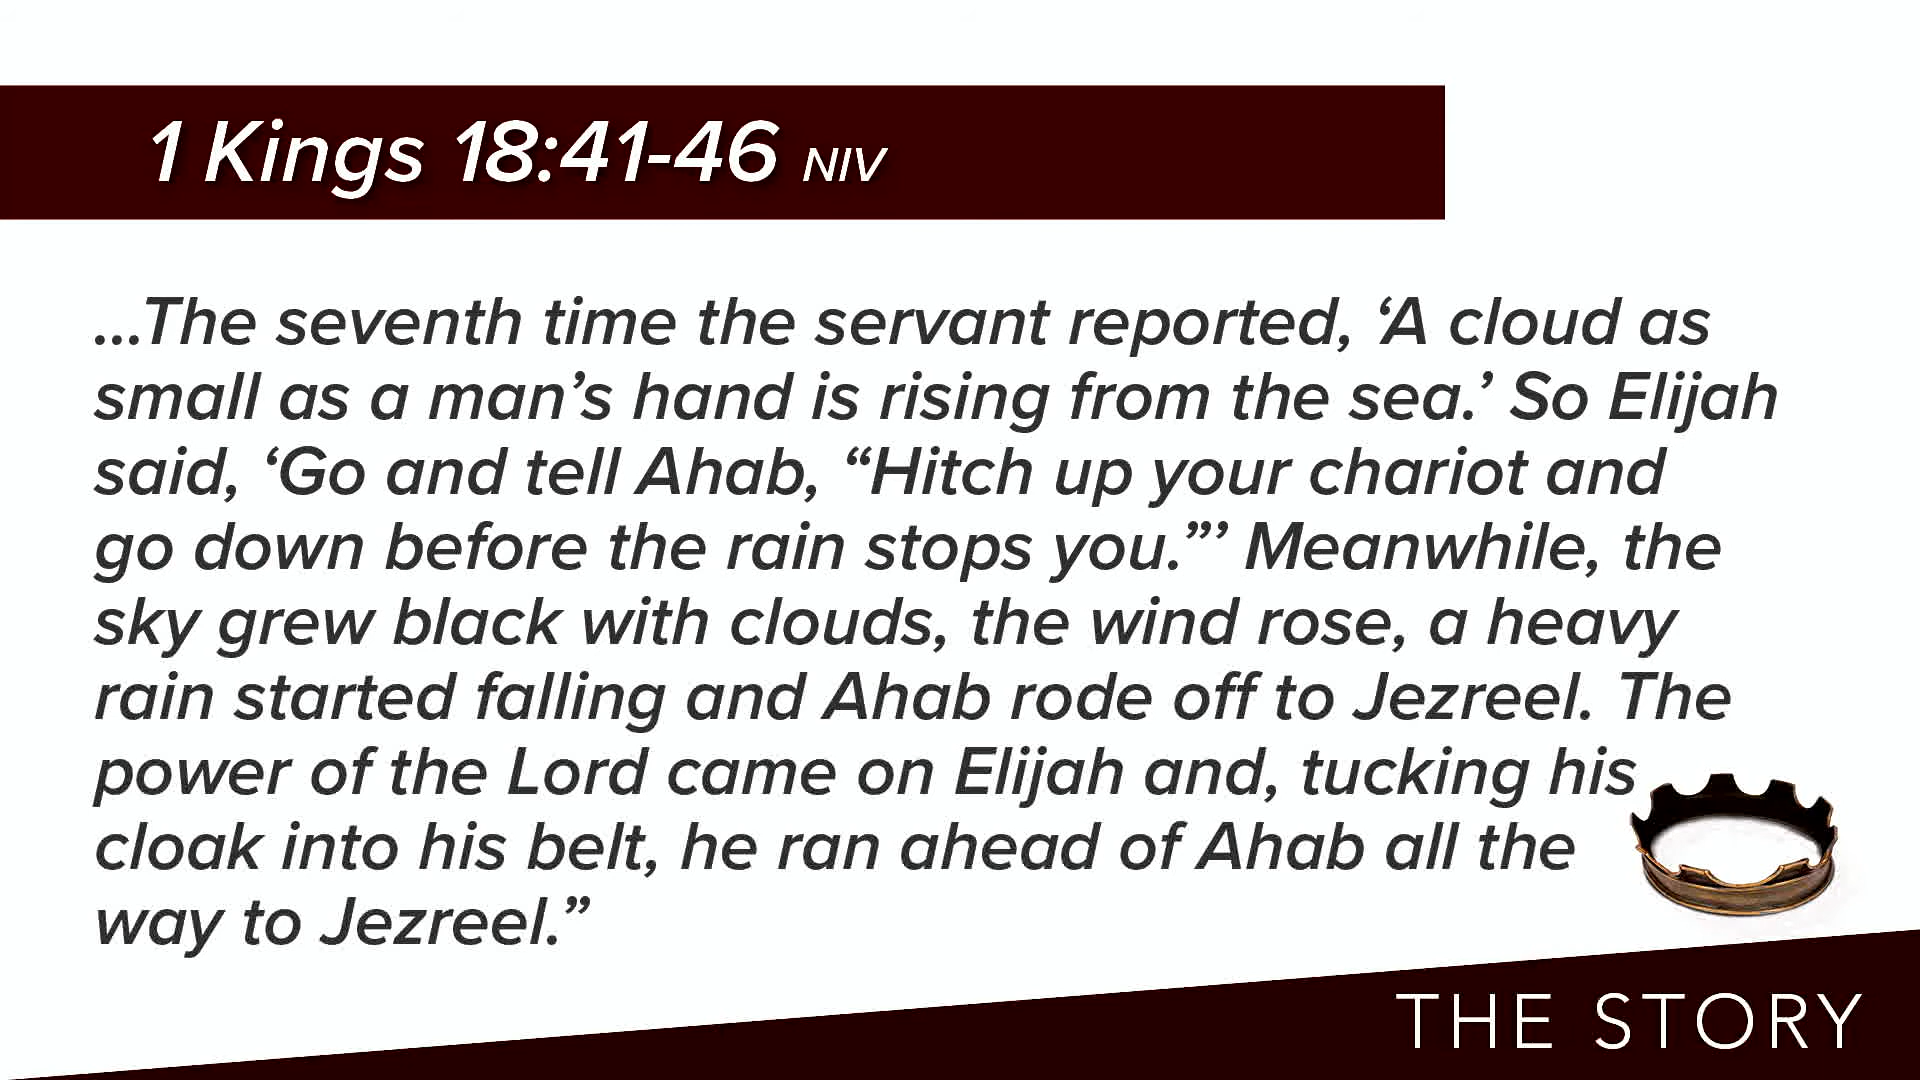 1 Kings 18:41-46 NIV
...The seventh time the servant reported, ‘A cloud as
small as a man’s hand is rising from the sea.’ So Elijah
said, ‘Go and tell Ahab, “Hitch up your chariot and
go down before the rain stops you.”’ Meanwhile, the
sky grew black with clouds, the wind rose, a heavy
rain started falling and Ahab rode off to Jezreel. The
power of the Lord came on Elijah and, tucking his
cloak into his belt, he ran ahead of Ahab all the
way to Jezreel.”
THE STORY